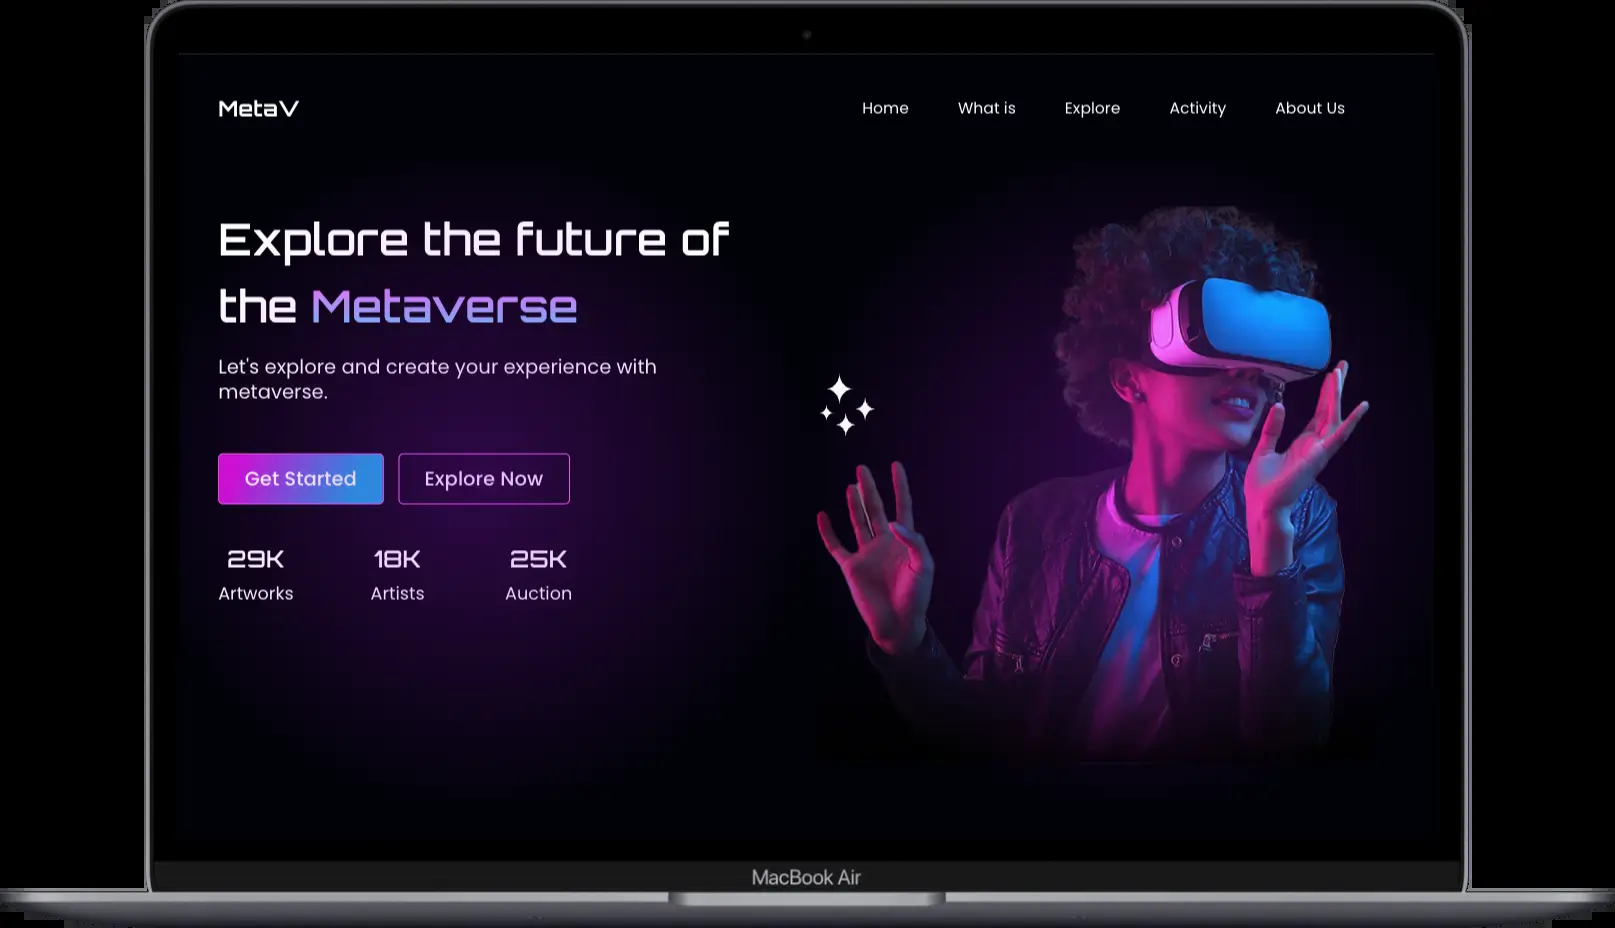 MetaV
Home What is Explore Activity About Us
Explore the future of
the Metaverse
Let's explore and create your experience with
metaverse.
Get Started Explore Now
29K 18K 25K
Artworks Artists Auction
MacBook Air